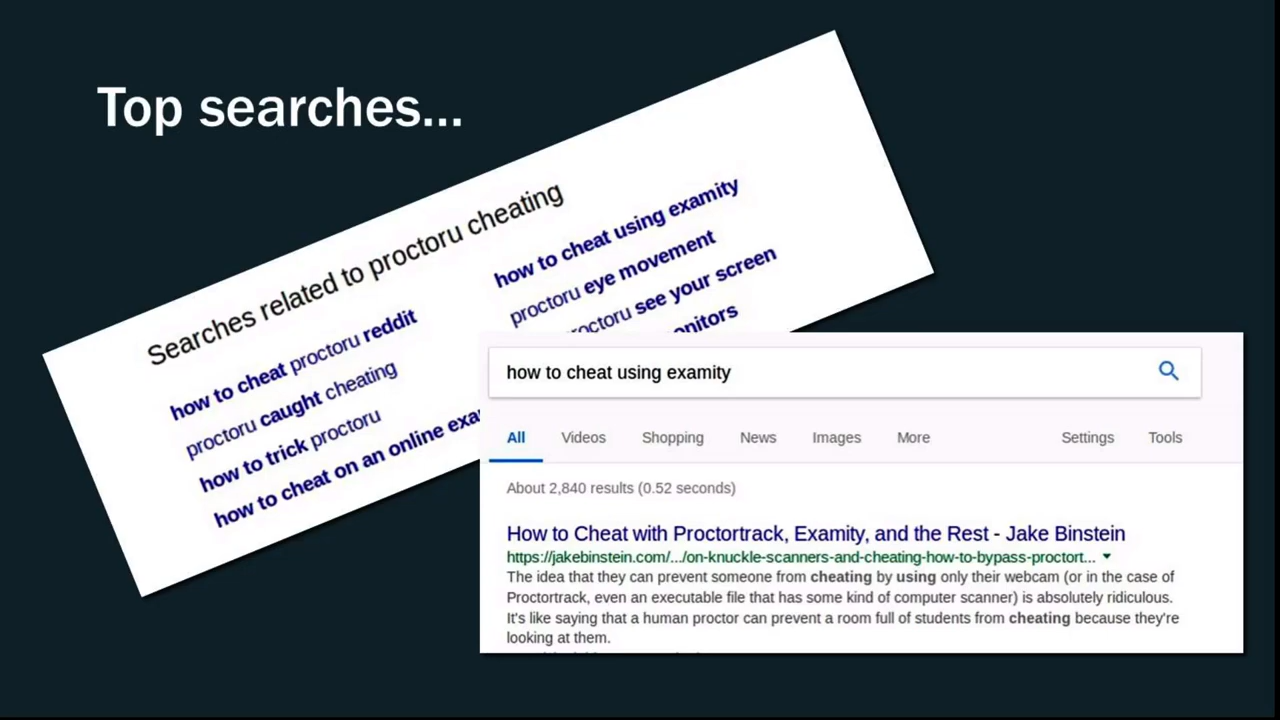 Top searches...
Searches related to proctoru cheating
how to cheat proctoru reddit
proctoru caught cheating
how to trick proctoru
how to cheat on an online
how to cheat using examity
proctoru eye movement
see your screen
how to cheat using examity
All Videos Shopping News Images More Settings Tools
About 2,840 results (0.52 seconds)
How to Cheat with Proctortrack, Examity, and the Rest - Jake Binstein
https://jakebinstein.com/.../on-knuckle-scanners-and-cheating-how-to-bypass-proctort...
The idea that they can prevent someone from cheating by using only their webcam (or in the case of
Proctortrack, even an executable file that has some kind of computer scanner) is absolutely ridiculous.
It's like saying that a human proctor can prevent a room full of students from cheating because they're
looking at them.